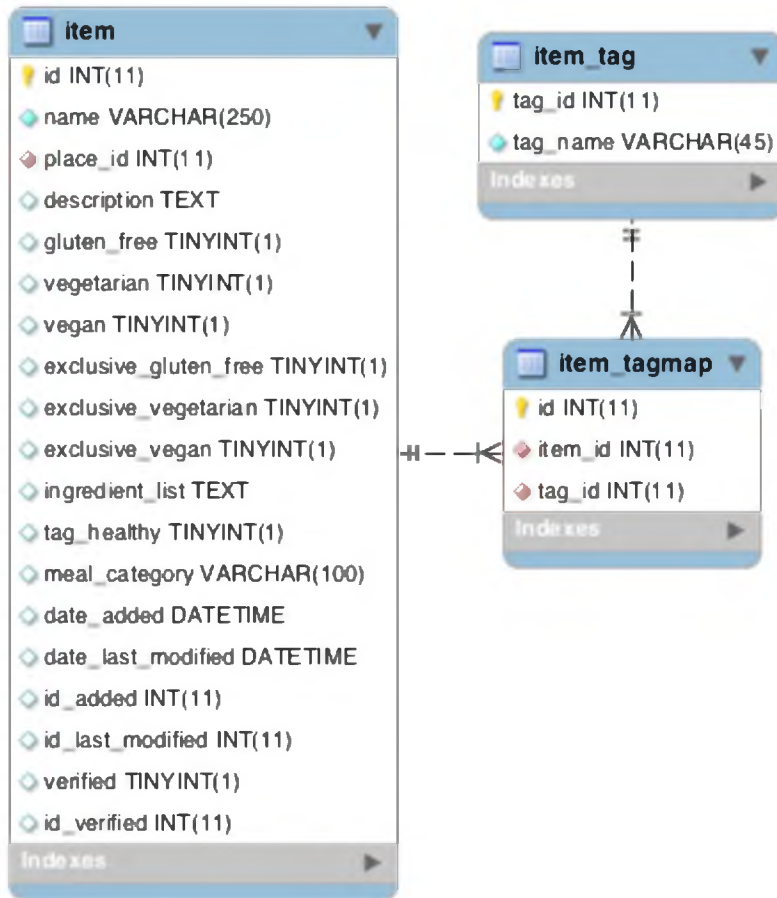 item
id INT(11)
name VARCHAR(250)
place_id INT(11)
description TEXT
gluten_free TINYINT(1)
vegetarian TINYINT(1)
vegan TINYINT(1)
exclusive_gluten_free TINYINT(1)
exclusive_vegetarian TINYINT(1)
exclusive_vegan TINYINT(1)
ingredient_list TEXT
tag_healthy TINYINT(1)
meal_category VARCHAR(100)
date_added DATETIME
date_last_modified DATETIME
id_added INT(11)
id_last_modified INT(11)
verified TINYINT(1)
id_verified INT(11)
Indexes
item_tag
tag_id INT(11)
tag_name VARCHAR(45)
Indexes
item_tagmap
id INT(11)
item_id INT(11)
tag_id INT(11)
Indexes